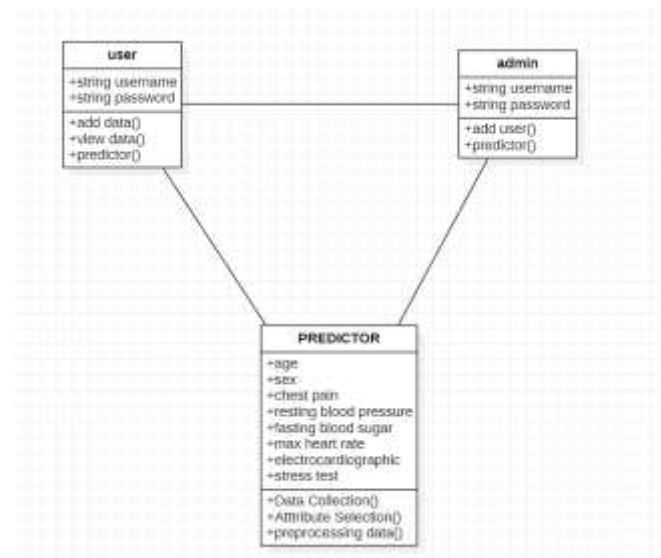 user
+string username
+string password
+add data()
+view data()
+predictor()
admin
+string username
+string password
+add user()
+predictor()
PREDICTOR
+age
+sex
+chest pain
+resting blood pressure
+fasting blood sugar
+max heart rate
+electrocardiographic
+stress test
+Data Collection()
+Atttribute Selection()
+preprocessing data()